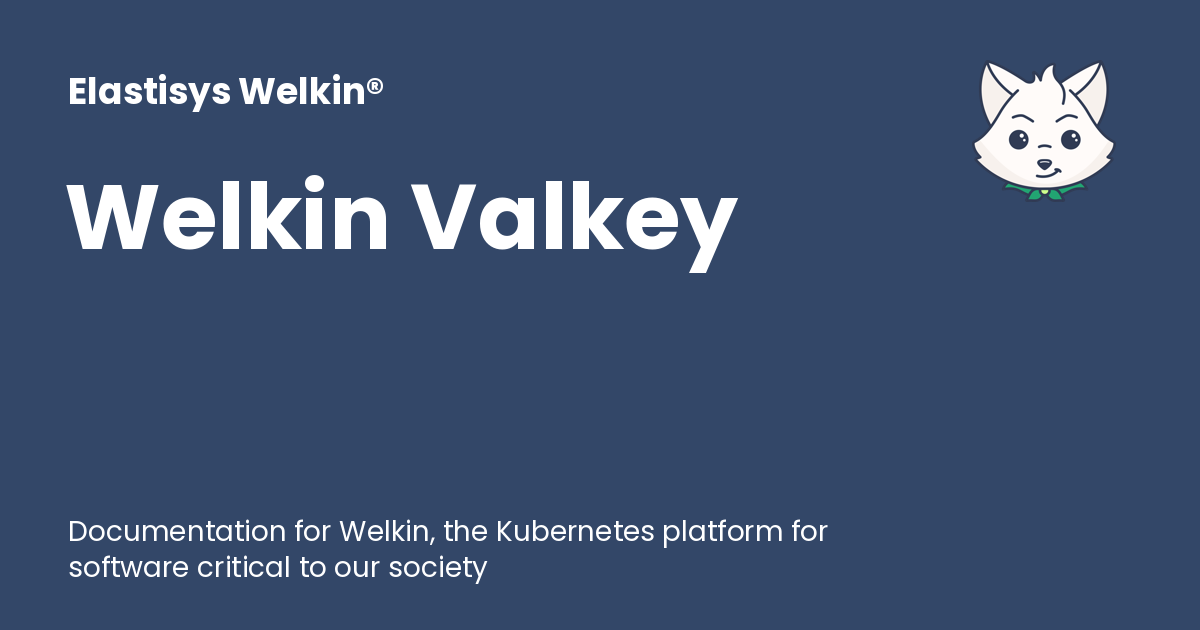 Elastisys Welkin®
Welkin Valkey
Documentation for Welkin, the Kubernetes platform for
software critical to our society